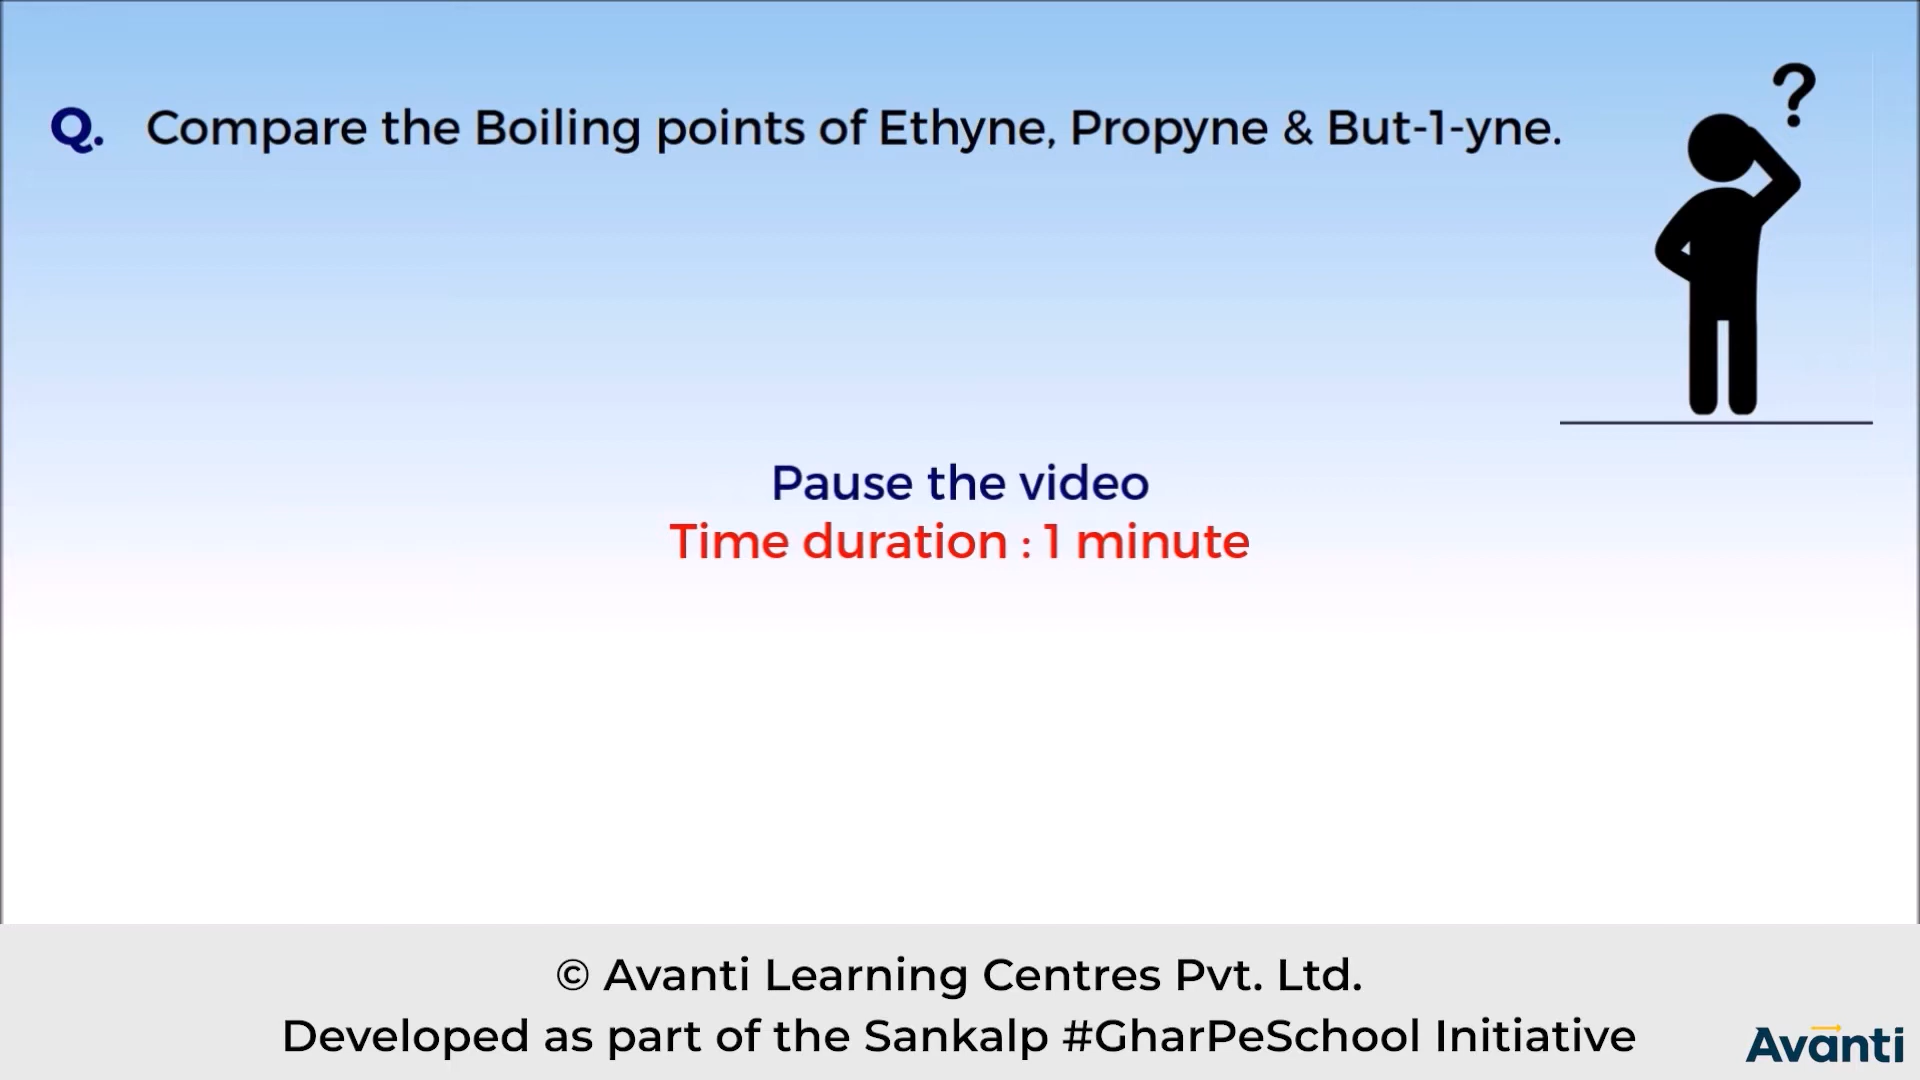 Q. Compare the Boiling points of Ethyne, Propyne & But-1-yne.
?
Pause the video
Time duration : 1 minute
© Avanti Learning Centres Pvt. Ltd.
Developed as part of the Sankalp #GharPeSchool Initiative
Avanti